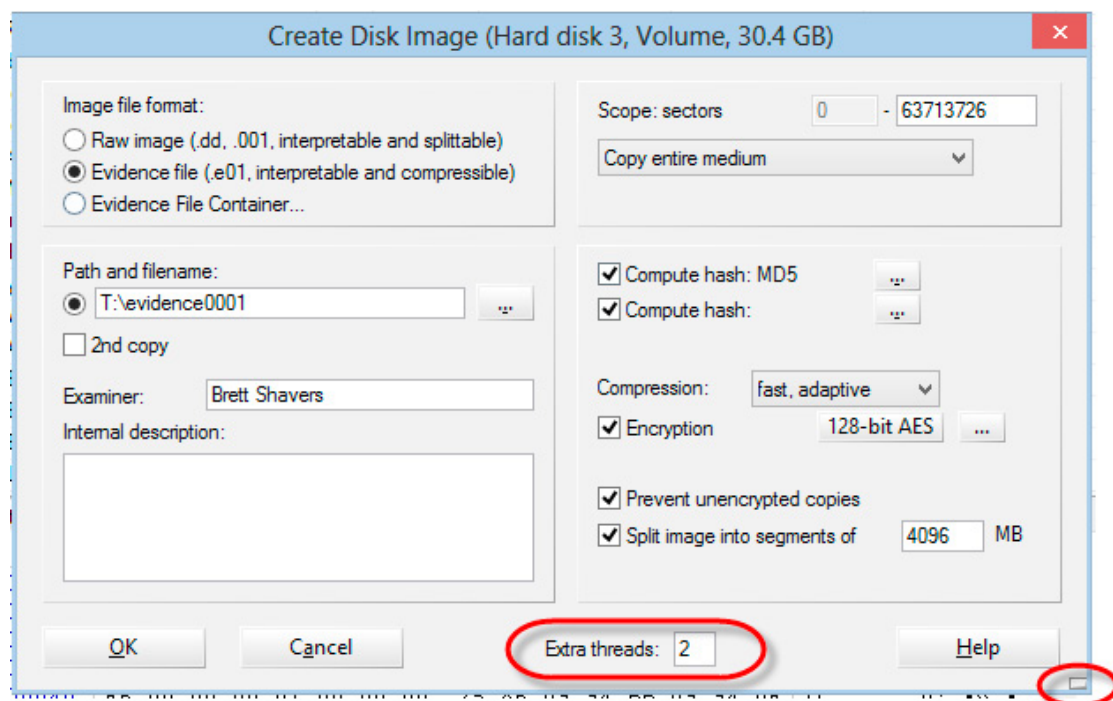 Create Disk Image (Hard disk 3, Volume, 30.4 GB)
Image file format:
Raw image (.dd, .001, interpretable and splittable)
Evidence file (.e01, interpretable and compressible)
Evidence File Container...
Scope: sectors 0 - 63713726
Copy entire medium
Path and filename:
T:\evidence0001 ...
2nd copy
Examiner: Brett Shavers
Internal description:
Compute hash: MD5 ...
Compute hash: ...
Compression: fast, adaptive
Encryption 128-bit AES ...
Prevent unencrypted copies
Split image into segments of 4096 MB
OK Cancel Extra threads: 2 Help